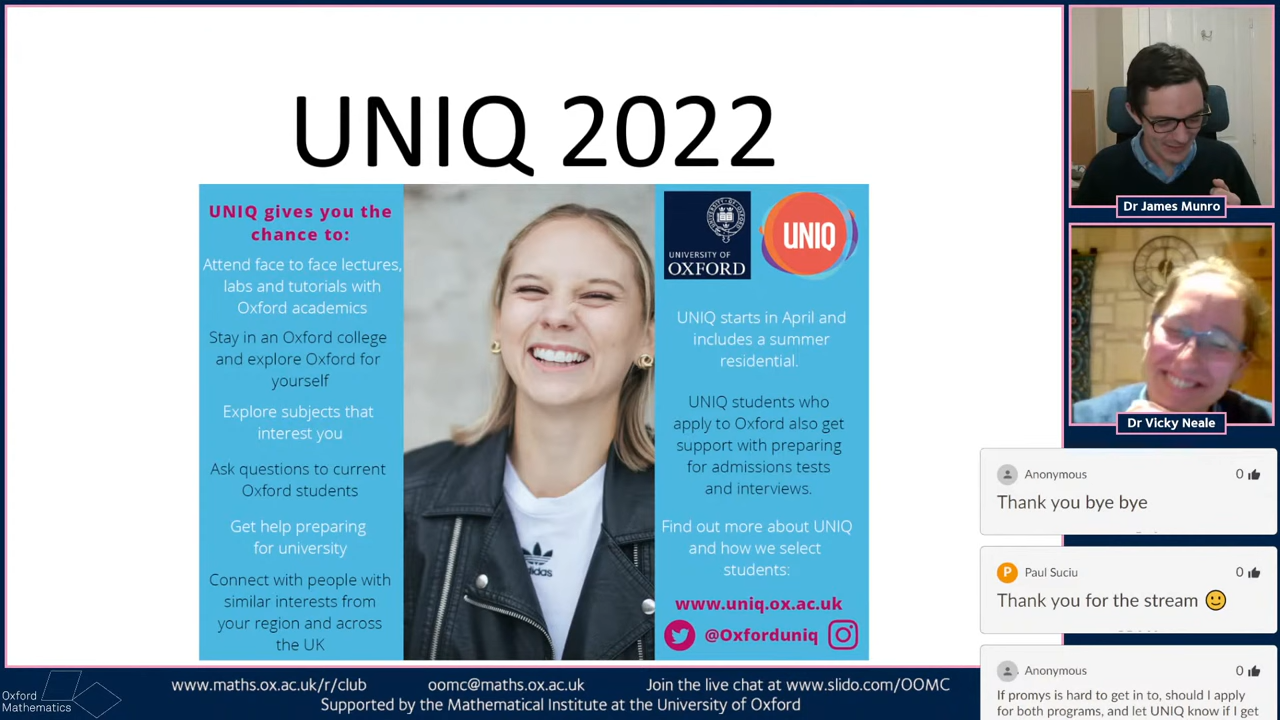 UNIQ 2022
UNIQ gives you the
chance to:
Attend face to face lectures,
labs and tutorials with
Oxford academics
Stay in an Oxford college
and explore Oxford for
yourself
Explore subjects that
interest you
Ask questions to current
Oxford students
Get help preparing
for university
Connect with people with
similar interests from
your region and across
the UK
adidas
UNIVERSITY OF
OXFORD
UNIQ
UNIQ starts in April and
includes a summer
residential.
UNIQ students who
apply to Oxford also get
support with preparing
for admissions tests
and interviews.
Find out more about UNIQ
and how we select
students:
www.uniq.ox.ac.uk
@Oxforduniq
Dr James Munro
Dr Vicky Neale
Anonymous 0
Thank you bye bye
P Paul Suciu 0
Thank you for the stream 🙂
Anonymous 0
If promys is hard to get in to, should I apply
for both programs, and let UNIQ know if I get
Oxford
Mathematics
www.maths.ox.ac.uk/r/club oomc@maths.ox.ac.uk Join the live chat at www.slido.com/OOMC
Supported by the Mathematical Institute at the University of Oxford